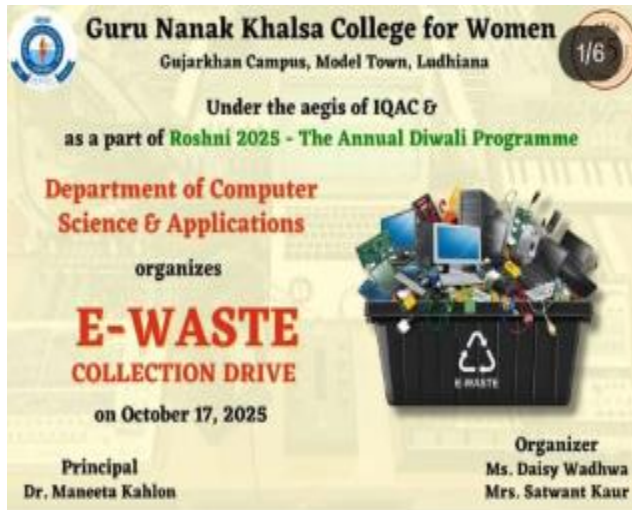 Guru Nanak Khalsa College for Women
Gujarkhan Campus, Model Town, Ludhiana
1/6
Under the aegis of IQAC &
as a part of Roshni 2025 - The Annual Diwali Programme
Department of Computer
Science & Applications
organizes
E-WASTE
COLLECTION DRIVE
on October 17, 2025
E-WASTE
Principal
Dr. Maneeta Kahlon
Organizer
Ms. Daisy Wadhwa
Mrs. Satwant Kaur